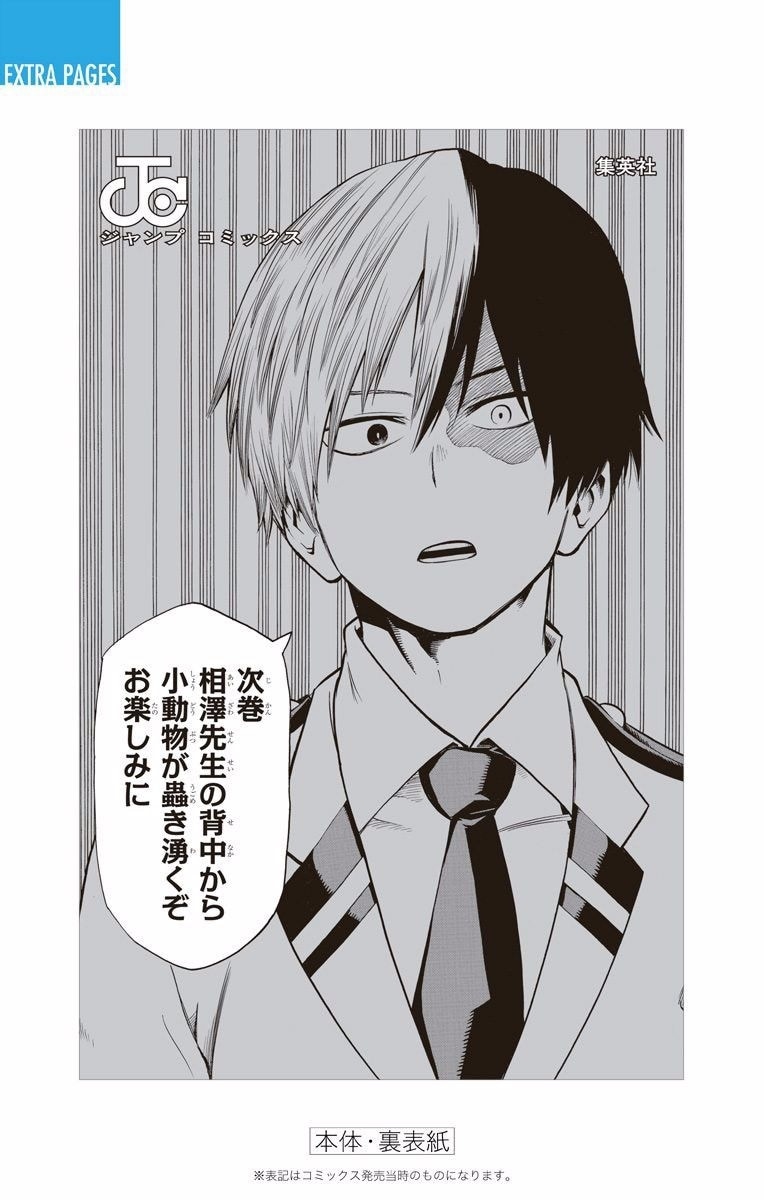 EXTRA PAGES
ジャンプ コミックス
集英社
次巻
相澤先生の背中から
小動物が蟲き湧くぞ
お楽しみに
本体・裏表紙
※表記はコミックス発売当時のものになります。